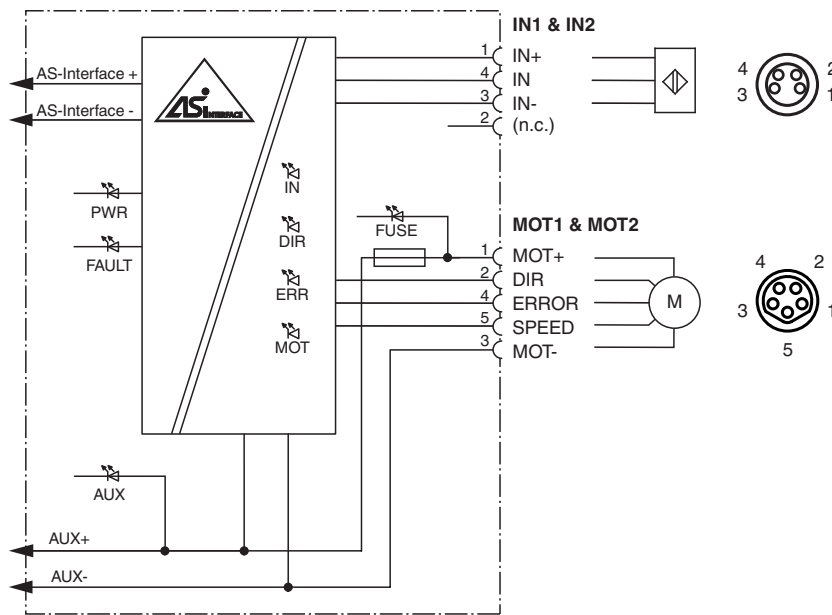 IN1 & IN2
1 IN+
4 IN
3 IN-
2 (n.c.)
4 2
3 1
AS-Interface +
AS-Interface -
ASi INTERFACE
IN
PWR
DIR
FAULT
ERR
MOT
FUSE
MOT1 & MOT2
1 MOT+
2 DIR
4 ERROR
5 SPEED
3 MOT-
M
4 2
3 1
5
AUX
AUX+
AUX-